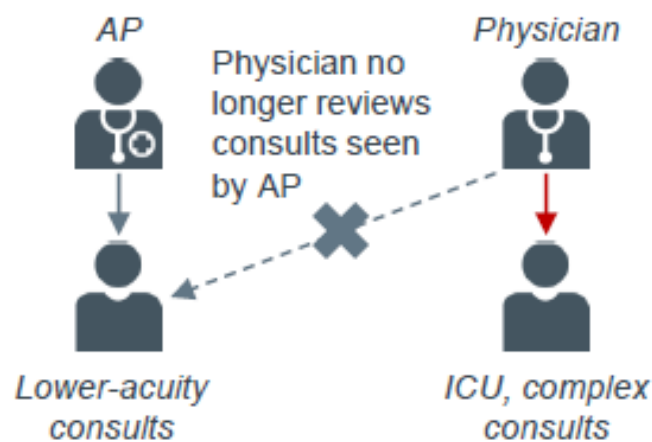 AP
Physician
Physician no
longer reviews
consults seen
by AP
Lower-acuity
consults
ICU, complex
consults